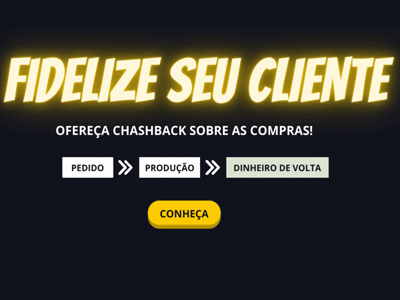 FIDELIZE SEU CLIENTE
OFEREÇA CHASHBACK SOBRE AS COMPRAS!
PEDIDO » PRODUÇÃO » DINHEIRO DE VOLTA
CONHEÇA